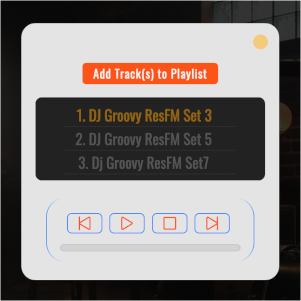 Add Track(s) to Playlist
1. DJ Groovy ResFM Set 3
2. DJ Groovy ResFM Set 5
3. Dj Groovy ResFM Set7